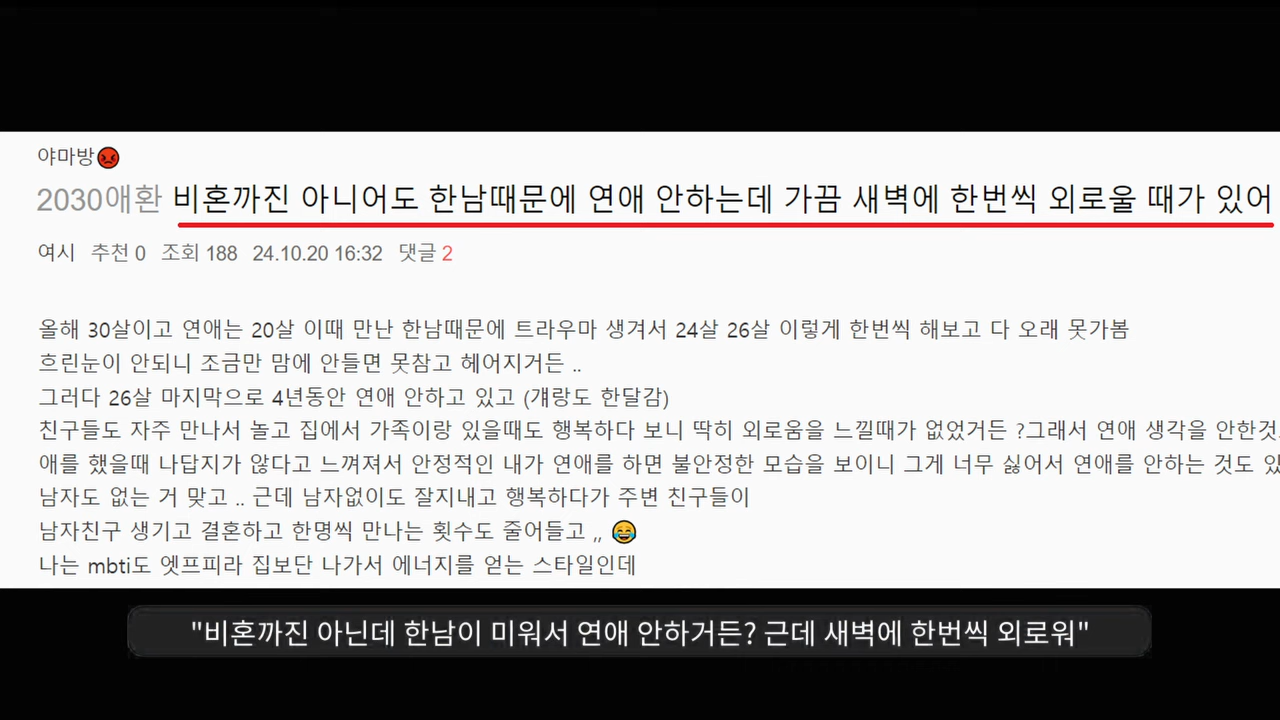 야마방😡
2030애환 비혼까진 아니어도 한남때문에 연애 안하는데 가끔 새벽에 한번씩 외로울 때가 있어
여시 추천 0 조회 188 24.10.20 16:32 댓글 2
올해 30살이고 연애는 20살 이때 만난 한남때문에 트라우마 생겨서 24살 26살 이렇게 한번씩 해보고 다 오래 못가봄
흐린눈이 안되니 조금만 맘에 안들면 못참고 헤어지거든 ..
그러다 26살 마지막으로 4년동안 연애 안하고 있고 (걔랑도 한달감)
친구들도 자주 만나서 놀고 집에서 가족이랑 있을때도 행복하다 보니 딱히 외로움을 느낄때가 없었거든 ?그래서 연애 생각을 안한것
애를 했을때 나답지가 않다고 느껴져서 안정적인 내가 연애를 하면 불안정한 모습을 보이니 그게 너무 싫어서 연애를 안하는 것도 있
남자도 없는 거 맞고 .. 근데 남자없이도 잘지내고 행복하다가 주변 친구들이
남자친구 생기고 결혼하고 한명씩 만나는 횟수도 줄어들고 ,, 😂
나는 mbti도 엣프피라 집보단 나가서 에너지를 얻는 스타일인데
"비혼까진 아닌데 한남이 미워서 연애 안하거든? 근데 새벽에 한번씩 외로워"